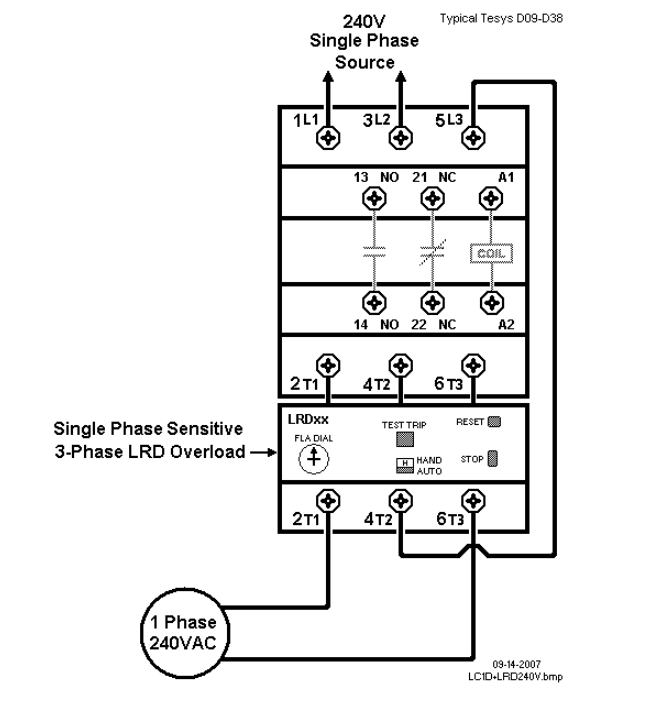 240V
Single Phase
Source
Typical Tesys D09-D38
1L1 3L2 5L3
13 NO 21 NC A1
COIL
14 NO 22 NC A2
2T1 4T2 6T3
LRDxx
FLA DIAL
TEST TRIP
RESET
H HAND
AUTO
STOP
Single Phase Sensitive
3-Phase LRD Overload
2T1 4T2 6T3
1 Phase
240VAC
09-14-2007
LC1D+LRD240V.bmp